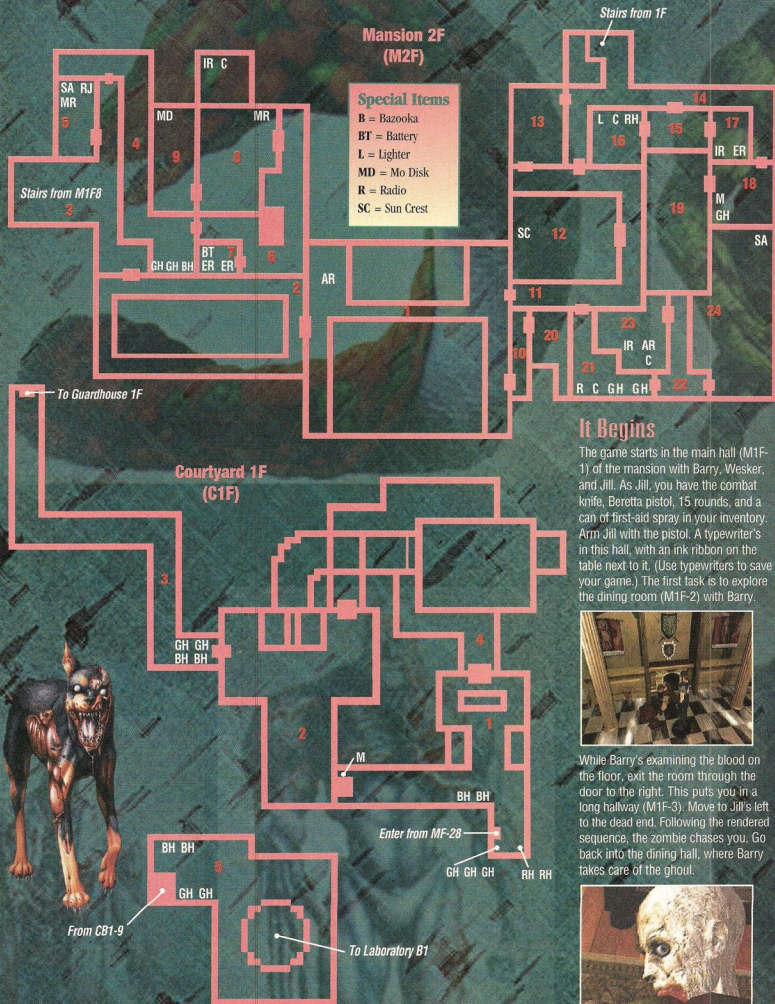 Stairs from 1F
Mansion 2F
(M2F)
IR C
SA RJ
MR
5
4
MD
9
8
MR
Special Items
B = Bazooka
BT = Battery
L = Lighter
MD = Mo Disk
R = Radio
SC = Sun Crest
13
14
L C RH
16
15
17
IR ER
18
M
GH
SA
19
Stairs from M1F8
3
SC
12
GH GH BH
BT
7
ER ER
6
2
AR
1
11
10
20
21
23
IR AR
C
24
R C GH GH
22
To Guardhouse 1F
Courtyard 1F
(C1F)
3
GH GH
BH BH
4
1
2
M
BH BH
Enter from MF-28
GH GH GH
RH RH
BH BH
5
GH GH
From CB1-9
To Laboratory B1
It Begins
The game starts in the main hall (M1F-
1) of the mansion with Barry, Wesker,
and Jill. As Jill, you have the combat
knife, Beretta pistol, 15 rounds, and a
can of first-aid spray in your inventory.
Arm Jill with the pistol. A typewriter's
in this hall, with an ink ribbon on the
table next to it. (Use typewriters to save
your game.) The first task is to explore
the dining room (M1F-2) with Barry.
While Barry's examining the blood on
the floor, exit the room through the
door to the right. This puts you in a
long hallway (M1F-3). Move to Jill's left
to the dead end. Following the rendered
sequence, the zombie chases you. Go
back into the dining hall, where Barry
takes care of the ghoul.